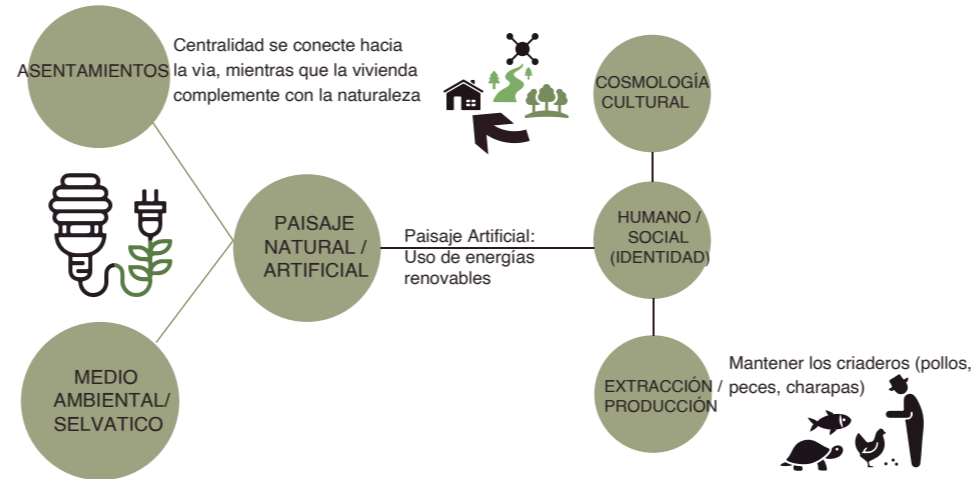 ASENTAMIENTOS
Centralidad se conecte hacia
la vìa, mientras que la vivienda
complemente con la naturaleza
COSMOLOGÍA
CULTURAL
PAISAJE
NATURAL /
ARTIFICIAL
Paisaje Artificial:
Uso de energías
renovables
HUMANO /
SOCIAL
(IDENTIDAD)
MEDIO
AMBIENTAL/
SELVATICO
EXTRACCIÓN /
PRODUCCIÓN
Mantener los criaderos (pollos,
peces, charapas)